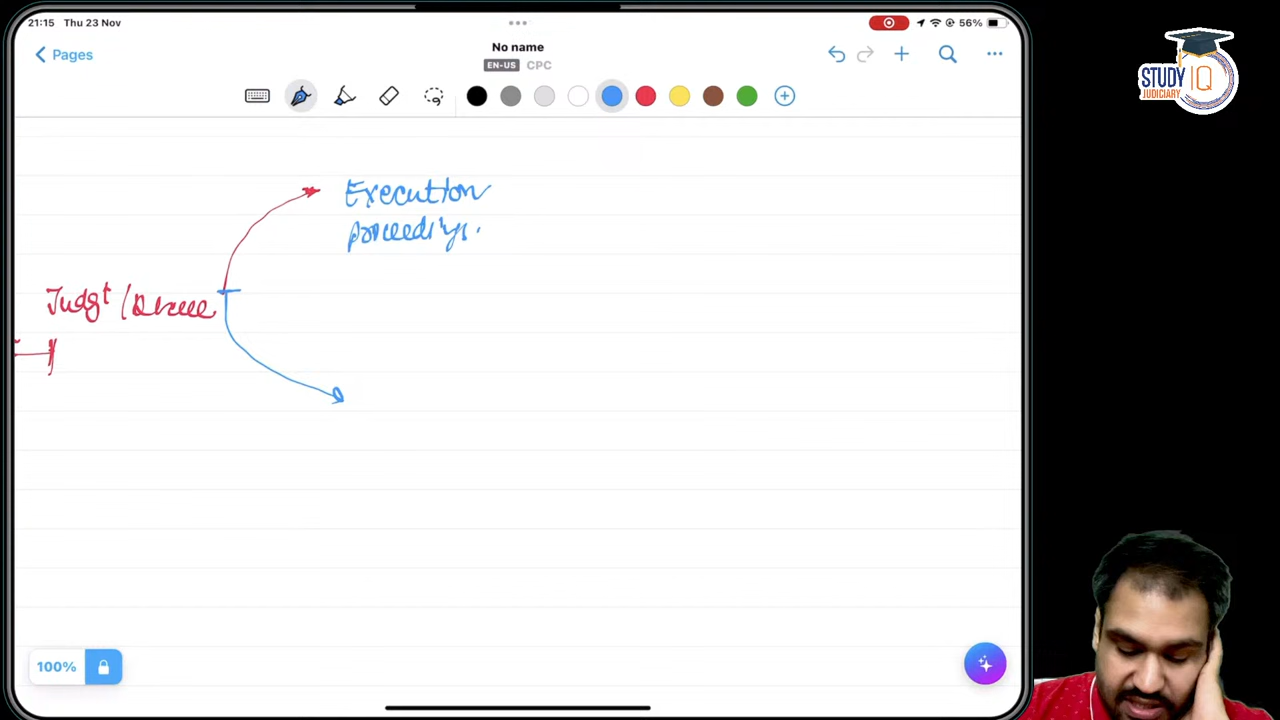 21:15 Thu 23 Nov
56%
Pages
No name
EN-US CPC
STUDY IQ
JUDICIARY
Execution
proceedings.
Judgt / Decree
100%